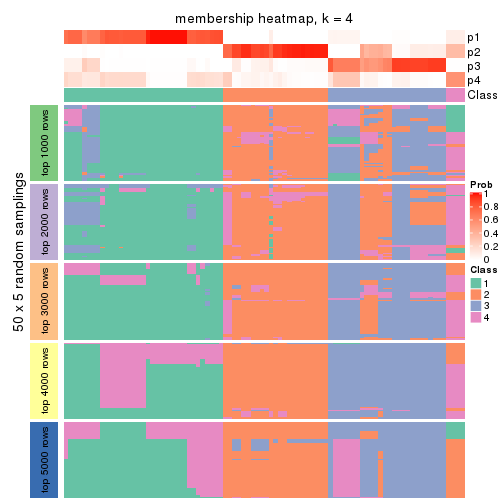 membership heatmap, k = 4
p1
p2
p3
p4
Class
50 x 5 random samplings
top 1000 rows
top 2000 rows
top 3000 rows
top 4000 rows
top 5000 rows
Prob
1
0.8
0.6
0.4
0.2
0
Class
1
2
3
4